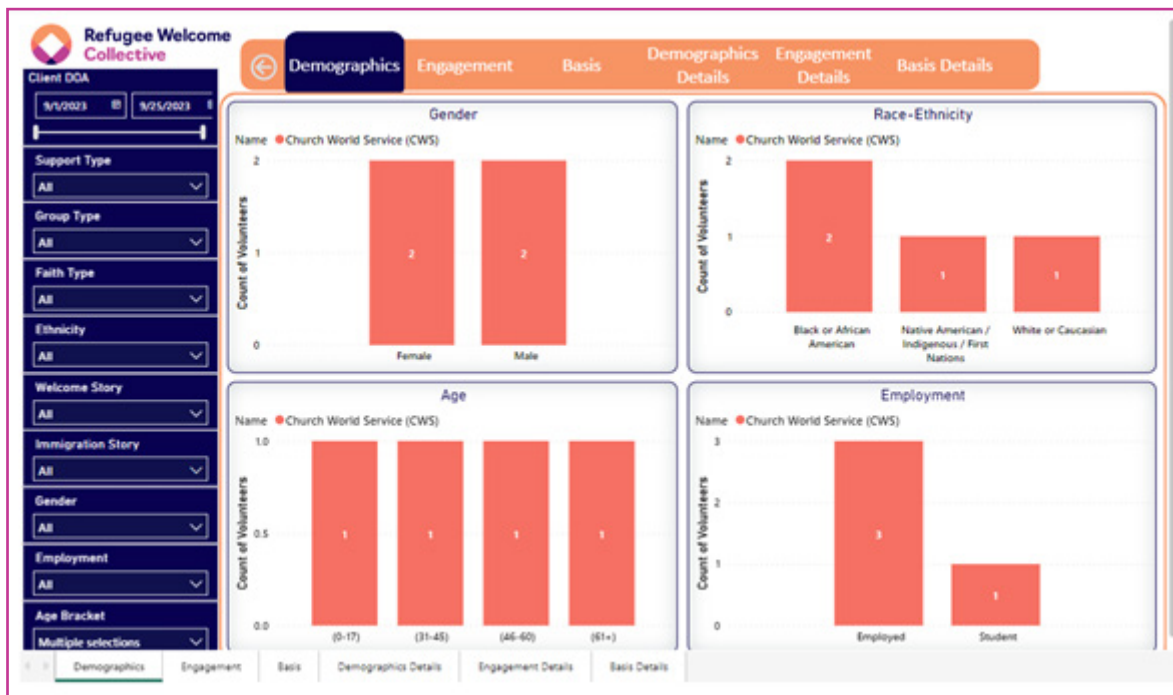 Refugee Welcome
Collective
Demographics
Engagement
Basis
Demographics
Details
Engagement
Details
Basis Details
Client DOA
9/1/2023
9/25/2023
Support Type
All
Group Type
All
Faith Type
All
Ethnicity
All
Welcome Story
All
Immigration Story
All
Gender
All
Employment
All
Age Bracket
Multiple selections
Gender
Name Church World Service (CWS)
Count of Volunteers
2
1
0
2
2
Female
Male
Race-Ethnicity
Name Church World Service (CWS)
Count of Volunteers
2
1
0
2
1
1
Black or African
American
Native American /
Indigenous / First
Nations
White or Caucasian
Age
Name Church World Service (CWS)
Count of Volunteers
1.0
0.5
0.0
1
1
1
1
(0-17)
(31-45)
(46-60)
(61+)
Employment
Name Church World Service (CWS)
Count of Volunteers
3
2
1
0
3
1
Employed
Student
Demographics
Engagement
Basis
Demographics Details
Engagement Details
Basis Details